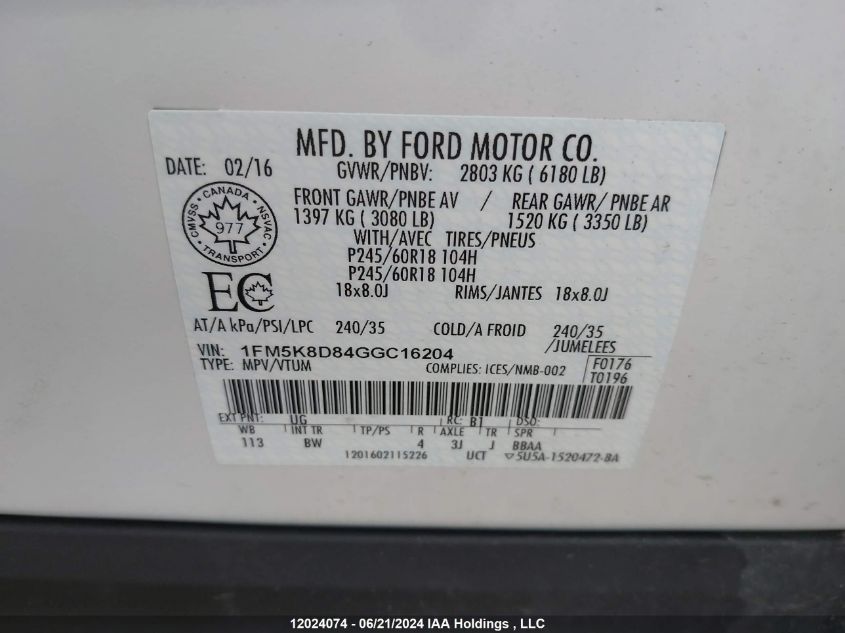 MFD. BY FORD MOTOR CO.
DATE: 02/16 GVWR/PNBV: 2803 KG ( 6180 LB)
FRONT GAWR/PNBE AV / REAR GAWR/ PNBE AR
1397 KG ( 3080 LB) 1520 KG ( 3350 LB)
CANADA
CMVSS NSVAC
977
TRANSPORT
WITH/AVEC TIRES/PNEUS
P245/60R18 104H
P245/60R18 104H
EC
18x8.0J RIMS/JANTES 18x8.0J
AT/A kPa/PSI/LPC 240/35 COLD/A FROID 240/35
/JUMELEES
VIN: 1FM5K8D84GGC16204
TYPE: MPV/VTUM COMPLIES: ICES/NMB-002 F0176
T0196
EXT PNT: UG RC: B1 DSO:
WB INT TR TP/PS R AXLE TR SPR
113 BW 4 3J J BBAA
1201602115226 UCT ▽5U5A-1520472-BA
12024074 - 06/21/2024 IAA Holdings , LLC